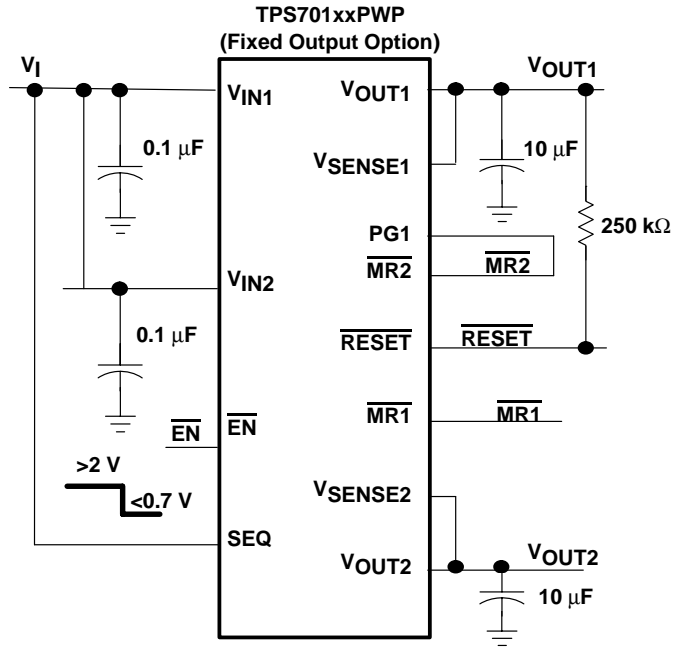 TPS701xxPWP
(Fixed Output Option)
VI
VIN1
VOUT1
VOUT1
0.1 μF
10 μF
VSENSE1
250 kΩ
PG1
MR2
MR2
VIN2
0.1 μF
RESET
RESET
EN
EN
MR1
MR1
>2 V
<0.7 V
VSENSE2
SEQ
VOUT2
VOUT2
10 μF